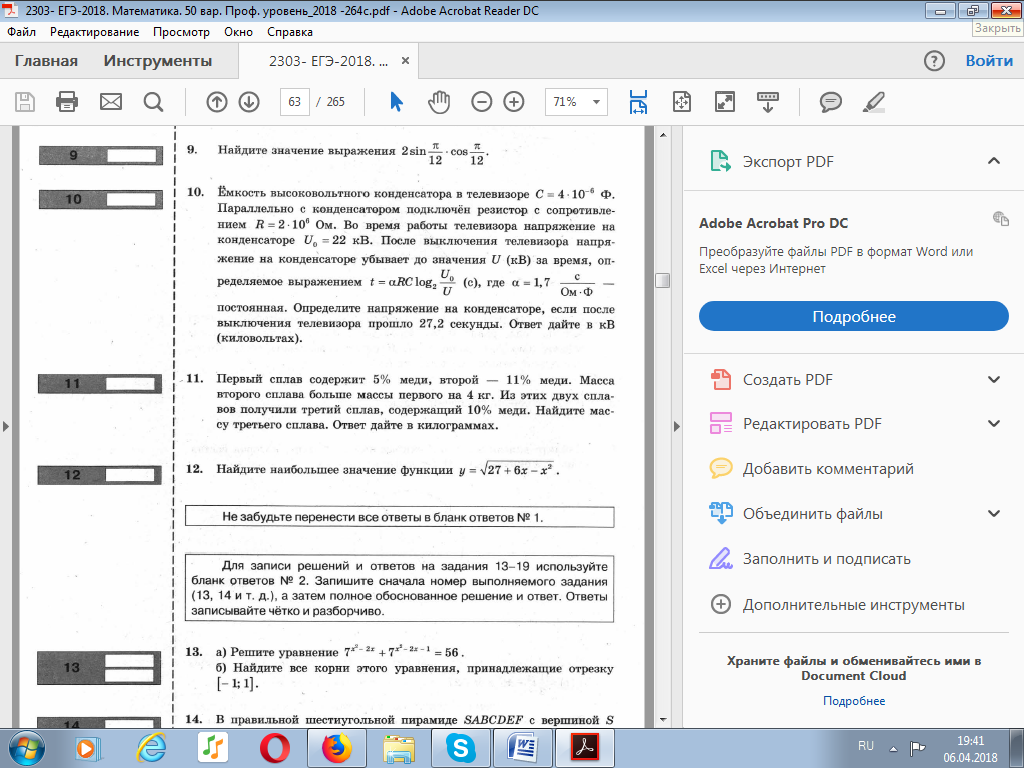 2303- ЕГЭ-2018. Математика. 50 вар. Проф. уровень_2018 -264с.pdf - Adobe Acrobat Reader DC
Закрыть
Файл Редактирование Просмотр Окно Справка
Главная Инструменты 2303- ЕГЭ-2018. ... × ? Войти
63 / 265 71%
9
9. Найдите значение выражения 2 sin π/12 · cos π/12.
10
10. Ёмкость высоковольтного конденсатора в телевизоре C = 4 · 10⁻⁶ Ф.
Параллельно с конденсатором подключён резистор с сопротивле-
нием R = 2 · 10⁶ Ом. Во время работы телевизора напряжение на
конденсаторе U₀ = 22 кВ. После выключения телевизора напря-
жение на конденсаторе убывает до значения U (кВ) за время, оп-
ределяемое выражением t = αRC log₂ U₀/U (с), где α = 1,7 с/Ом·Ф —
постоянная. Определите напряжение на конденсаторе, если после
выключения телевизора прошло 27,2 секунды. Ответ дайте в кВ
(киловольтах).
11
11. Первый сплав содержит 5% меди, второй — 11% меди. Масса
второго сплава больше массы первого на 4 кг. Из этих двух спла-
вов получили третий сплав, содержащий 10% меди. Найдите мас-
су третьего сплава. Ответ дайте в килограммах.
12
12. Найдите наибольшее значение функции y = √(27 + 6x − x²).
Не забудьте перенести все ответы в бланк ответов № 1.
Для записи решений и ответов на задания 13–19 используйте
бланк ответов № 2. Запишите сначала номер выполняемого задания
(13, 14 и т. д.), а затем полное обоснованное решение и ответ. Ответы
записывайте чётко и разборчиво.
13
13. а) Решите уравнение 7^(x² − 2x) + 7^(x² − 2x − 1) = 56.
б) Найдите все корни этого уравнения, принадлежащие отрезку
[−1; 1].
14
14. В правильной шестиугольной пирамиде SABCDEF с вершиной S
Экспорт PDF
Adobe Acrobat Pro DC
Преобразуйте файлы PDF в формат Word или
Excel через Интернет
Подробнее
Создать PDF
Редактировать PDF
Добавить комментарий
Объединить файлы
Заполнить и подписать
Дополнительные инструменты
Храните файлы и обменивайтесь ими в
Document Cloud
Подробнее
RU 19:41
06.04.2018